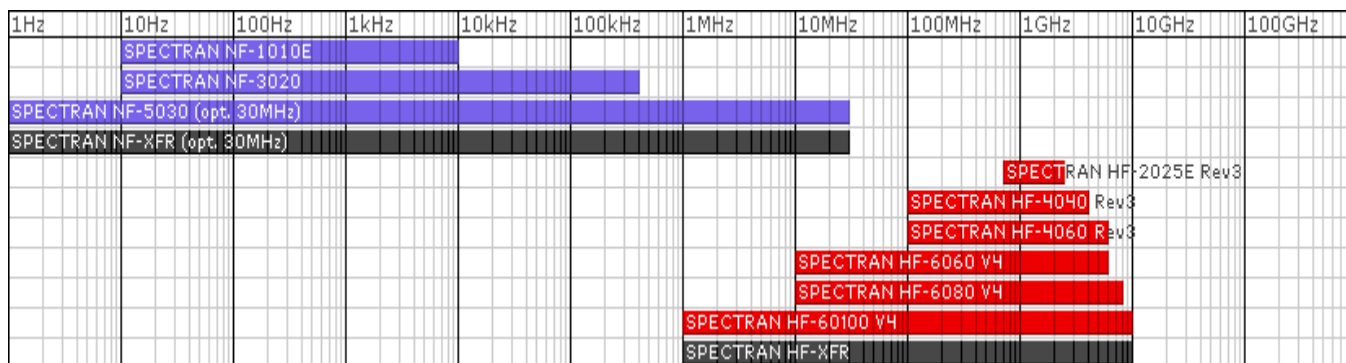 1Hz 10Hz 100Hz 1kHz 10kHz 100kHz 1MHz 10MHz 100MHz 1GHz 10GHz 100GHz
SPECTRAN NF-1010E
SPECTRAN NF-3020
SPECTRAN NF-5030 (opt. 30MHz)
SPECTRAN NF-XFR (opt. 30MHz)
SPECTRAN HF-2025E Rev3
SPECTRAN HF-4040 Rev3
SPECTRAN HF-4060 Rev3
SPECTRAN HF-6060 V4
SPECTRAN HF-6080 V4
SPECTRAN HF-60100 V4
SPECTRAN HF-XFR